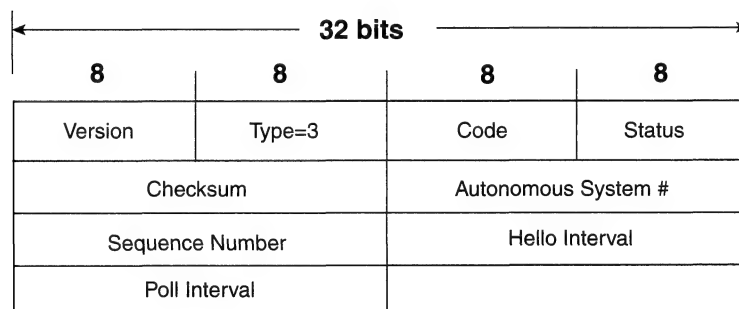 32 bits
8 8 8 8
Version Type=3 Code Status
Checksum Autonomous System #
Sequence Number Hello Interval
Poll Interval